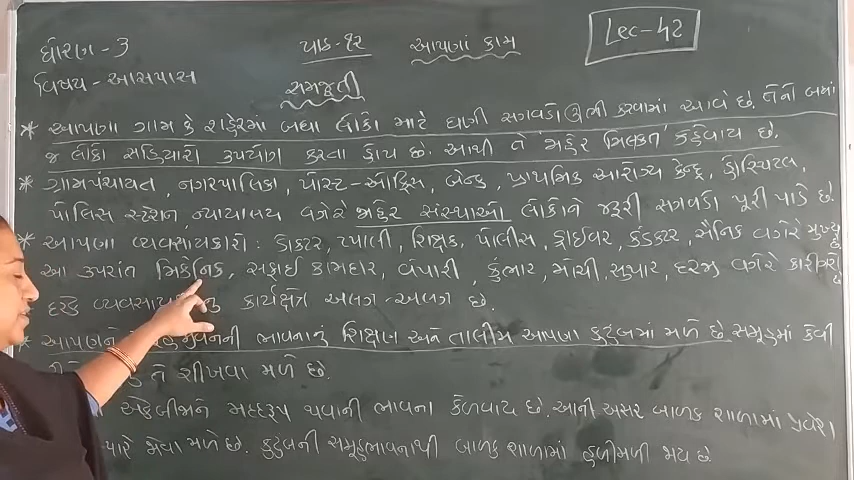 ધોરણ - 3 પાઠ-૧૨ આપણાં કામ Lec-42
વિષય - આસપાસ સમજૂતી
* આપણા ગામ કે શહેરમાં બધા લોકો માટે ઘણી સગવડો ઊભી કરવામાં આવે છે. તેનો બધાં
જ લોકો સહિયારો ઉપયોગ કરતા હોય છે. આથી તે 'જાહેર મિલકત' કહેવાય છે.
* ગ્રામપંચાયત, નગરપાલિકા, પોસ્ટ-ઓફિસ, બેન્ક, પ્રાથમિક આરોગ્ય કેન્દ્ર, હોસ્પિટલ,
પોલિસ સ્ટેશન, ન્યાયાલય વગેરે જાહેર સંસ્થાઓ લોકોને જરૂરી સગવડો પૂરી પાડે છે.
* આપણા વ્યવસાયકારો : ડૉક્ટર, ટપાલી, શિક્ષક, પોલીસ, ડ્રાઈવર, કંડક્ટર, સૈનિક વગેરે મુખ્ય છે
આ ઉપરાંત મિકેનિક, સફાઈ કામદાર, વેપારી, કુંભાર, મોચી, સુથાર, દરજી વગેરે કારીગરો છે
દરેક કાર્યક્ષેત્ર અલગ-અલગ છે.
* આપણને ભાવનાનું શિક્ષણ અને તાલીમ આપણા કુટુંબમાં મળે છે સમૂહમાં કેવી
તે શીખવા મળે છે.
એકબીજાને મદદરૂપ થવાની ભાવના કેળવાય છે. આની અસર બાળક શાળામાં પ્રવેશે
જોવા મળે છે. કુટુંબની સમૂહભાવનાથી બાળક શાળામાં હળીમળી જાય છે.